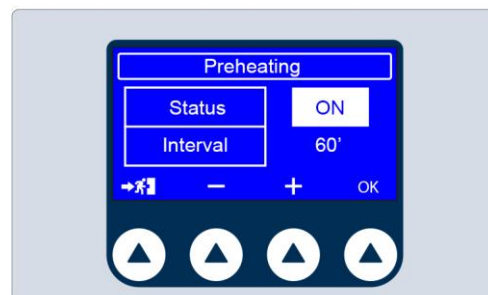 Preheating
Status ON
Interval 60’
− + OK